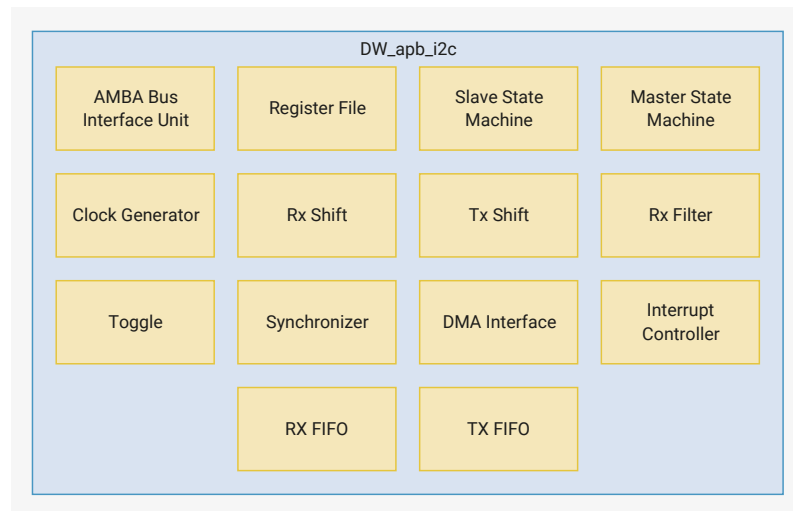 DW_apb_i2c
AMBA Bus
Interface Unit
Register File
Slave State
Machine
Master State
Machine
Clock Generator
Rx Shift
Tx Shift
Rx Filter
Toggle
Synchronizer
DMA Interface
Interrupt
Controller
RX FIFO
TX FIFO